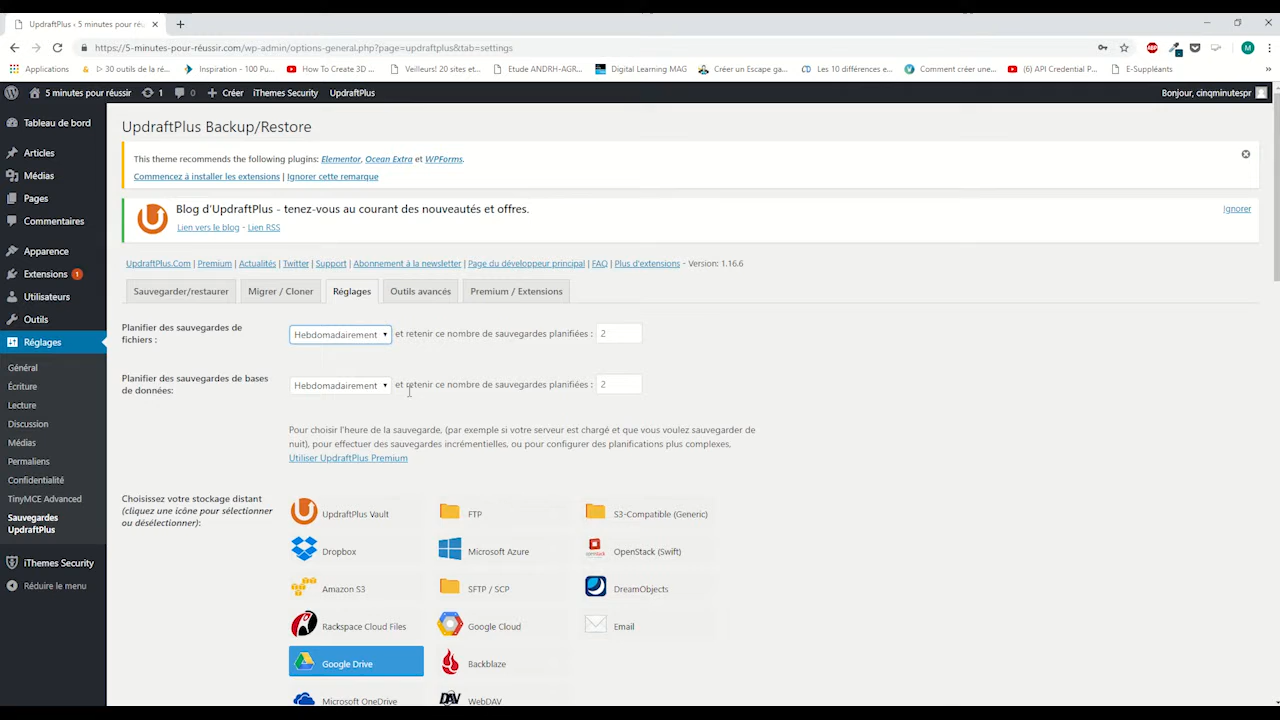 UpdraftPlus ‹ 5 minutes pour réu
https://5-minutes-pour-réussir.com/wp-admin/options-general.php?page=updraftplus&tab=settings
M
Applications
▷ 30 outils de la ré...
Inspiration - 100 Pu...
How To Create 3D ...
Veilleurs! 20 sites et...
Etude ANDRH-AGR...
Digital Learning MAG
Créer un Escape ga...
Les 10 différences e...
Comment créer une...
(6) API Credential P...
E-Suppléants
»
5 minutes pour réussir
1
0
Créer
iThemes Security
UpdraftPlus
Bonjour, cinqminutespr
Tableau de bord
Articles
Médias
Pages
Commentaires
Apparence
Extensions 1
Utilisateurs
Outils
Réglages
Général
Écriture
Lecture
Discussion
Médias
Permaliens
Confidentialité
TinyMCE Advanced
Sauvegardes
UpdraftPlus
iThemes Security
Réduire le menu
UpdraftPlus Backup/Restore
This theme recommends the following plugins: Elementor, Ocean Extra et WPForms.
Commencez à installer les extensions | Ignorer cette remarque
Blog d'UpdraftPlus - tenez-vous au courant des nouveautés et offres.
Ignorer
Lien vers le blog - Lien RSS
UpdraftPlus.Com | Premium | Actualités | Twitter | Support | Abonnement à la newsletter | Page du développeur principal | FAQ | Plus d'extensions - Version: 1.16.6
Sauvegarder/restaurer
Migrer / Cloner
Réglages
Outils avancés
Premium / Extensions
Planifier des sauvegardes de
fichiers :
Hebdomadairement et retenir ce nombre de sauvegardes planifiées : 2
Planifier des sauvegardes de bases
de données:
Hebdomadairement et retenir ce nombre de sauvegardes planifiées : 2
Pour choisir l'heure de la sauvegarde, (par exemple si votre serveur est chargé et que vous voulez sauvegarder de
nuit), pour effectuer des sauvegardes incrémentielles, ou pour configurer des planifications plus complexes,
Utiliser UpdraftPlus Premium
Choisissez votre stockage distant
(cliquez une icône pour sélectionner
ou désélectionner):
UpdraftPlus Vault
FTP
S3-Compatible (Generic)
Dropbox
Microsoft Azure
OpenStack (Swift)
Amazon S3
SFTP / SCP
DreamObjects
Rackspace Cloud Files
Google Cloud
Email
Google Drive
Backblaze
Microsoft OneDrive
WebDAV